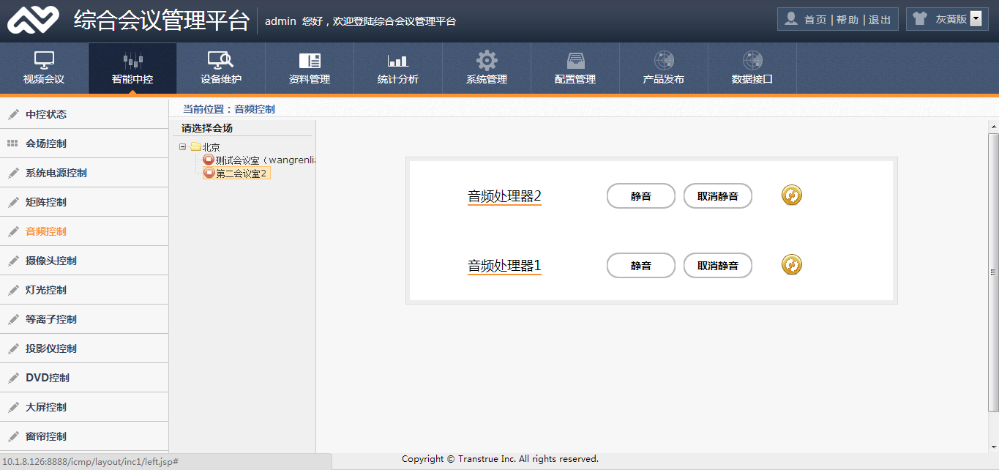 综合会议管理平台
admin 您好，欢迎登陆综合会议管理平台
首页 | 帮助 | 退出
灰黄版
视频会议
智能中控
设备维护
资料管理
统计分析
系统管理
配置管理
产品发布
数据接口
中控状态
会场控制
系统电源控制
矩阵控制
音频控制
摄像头控制
灯光控制
等离子控制
投影仪控制
DVD控制
大屏控制
窗帘控制
当前位置：音频控制
请选择会场
北京
测试会议室（wangrenli
第二会议室2
音频处理器2
静音
取消静音
音频处理器1
静音
取消静音
10.1.8.126:8888/icmp/layout/inc1/left.jsp#
Copyright © Transtrue Inc. All rights reserved.